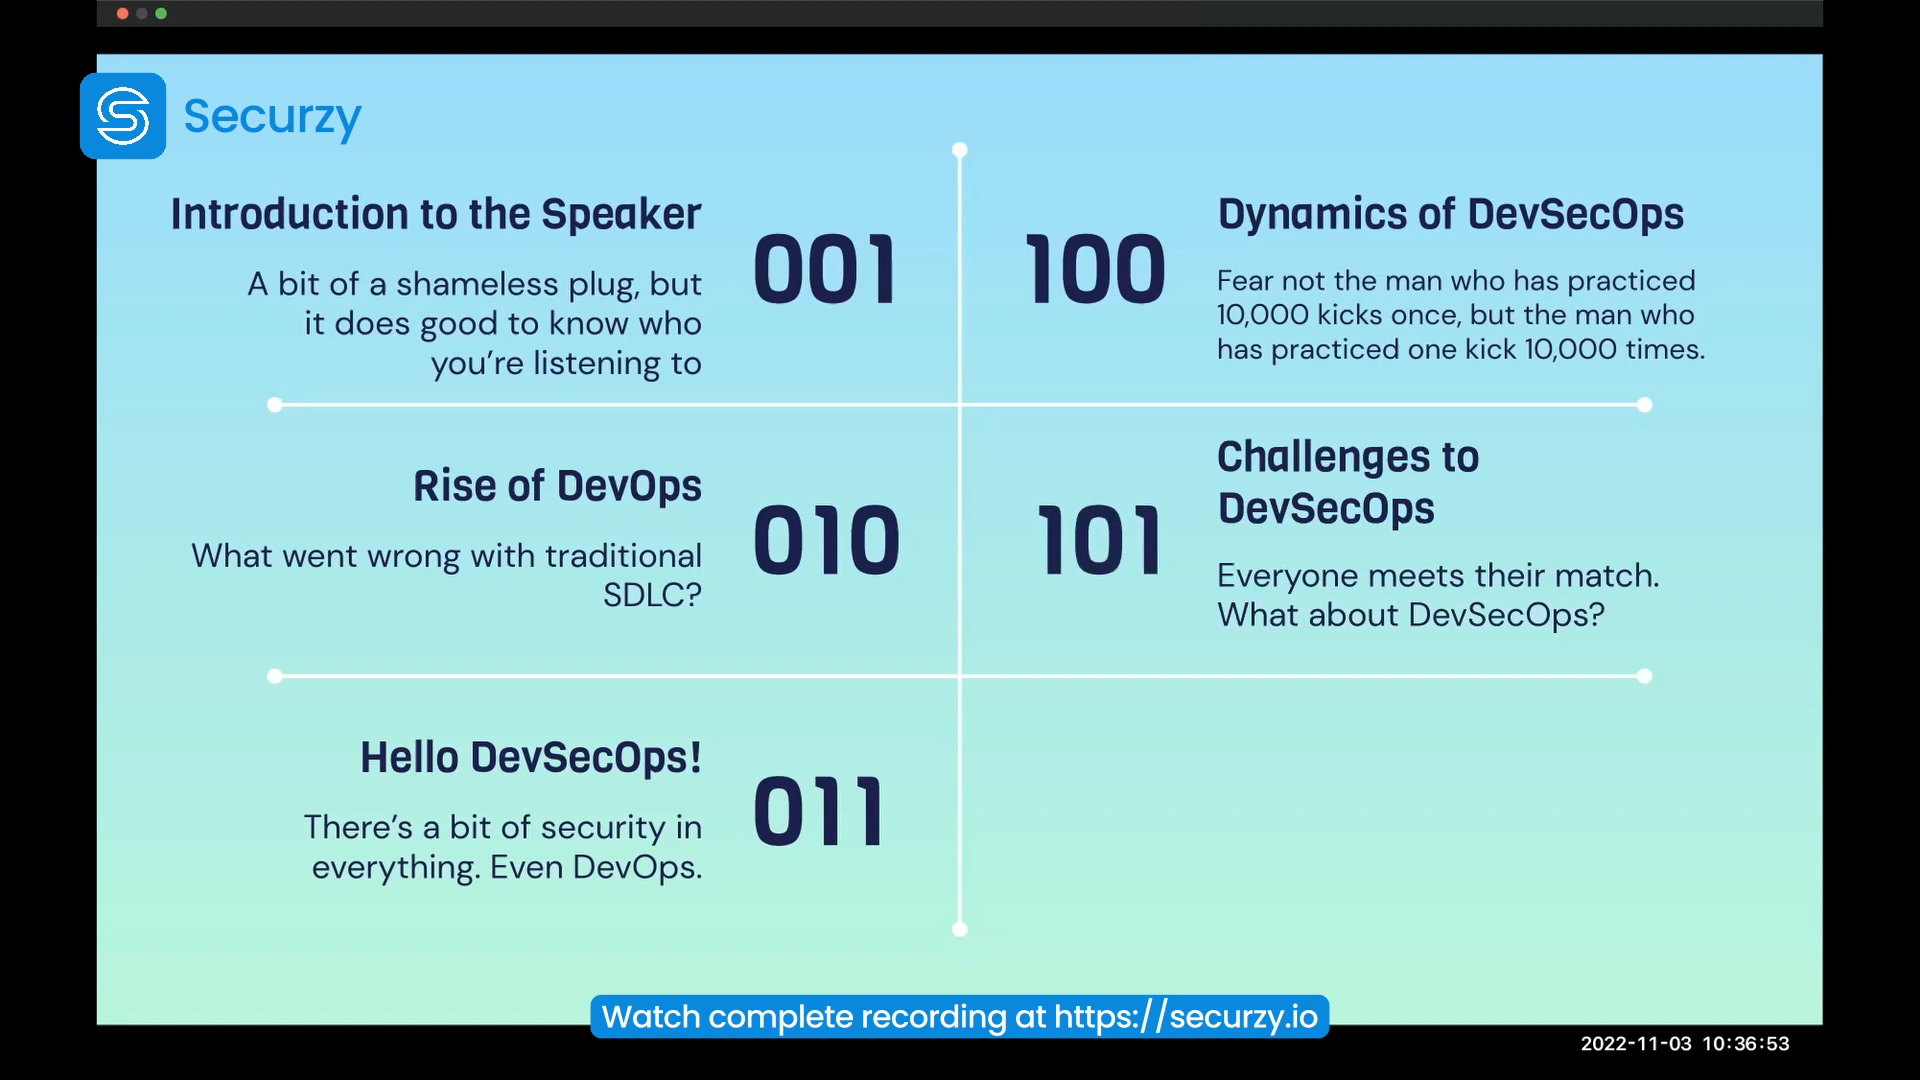 Securzy
Introduction to the Speaker
A bit of a shameless plug, but
it does good to know who
you’re listening to
001
Rise of DevOps
What went wrong with traditional
SDLC?
010
Hello DevSecOps!
There’s a bit of security in
everything. Even DevOps.
011
100
Dynamics of DevSecOps
Fear not the man who has practiced
10,000 kicks once, but the man who
has practiced one kick 10,000 times.
101
Challenges to
DevSecOps
Everyone meets their match.
What about DevSecOps?
Watch complete recording at https://securzy.io
2022-11-03 10:36:53